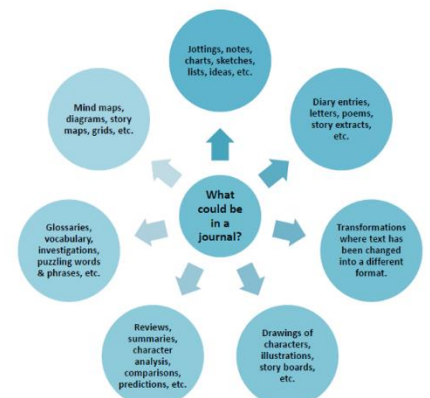 Jottings, notes,
charts, sketches,
lists, ideas, etc.
Diary entries,
letters, poems,
story extracts,
etc.
Transformations
where text has
been changed
into a different
format.
Drawings of
characters,
illustrations,
story boards,
etc.
Reviews,
summaries,
character
analysis,
comparisons,
predictions, etc.
Glossaries,
vocabulary,
investigations,
puzzling words
& phrases, etc.
Mind maps,
diagrams, story
maps, grids, etc.
What
could be
in a
journal?